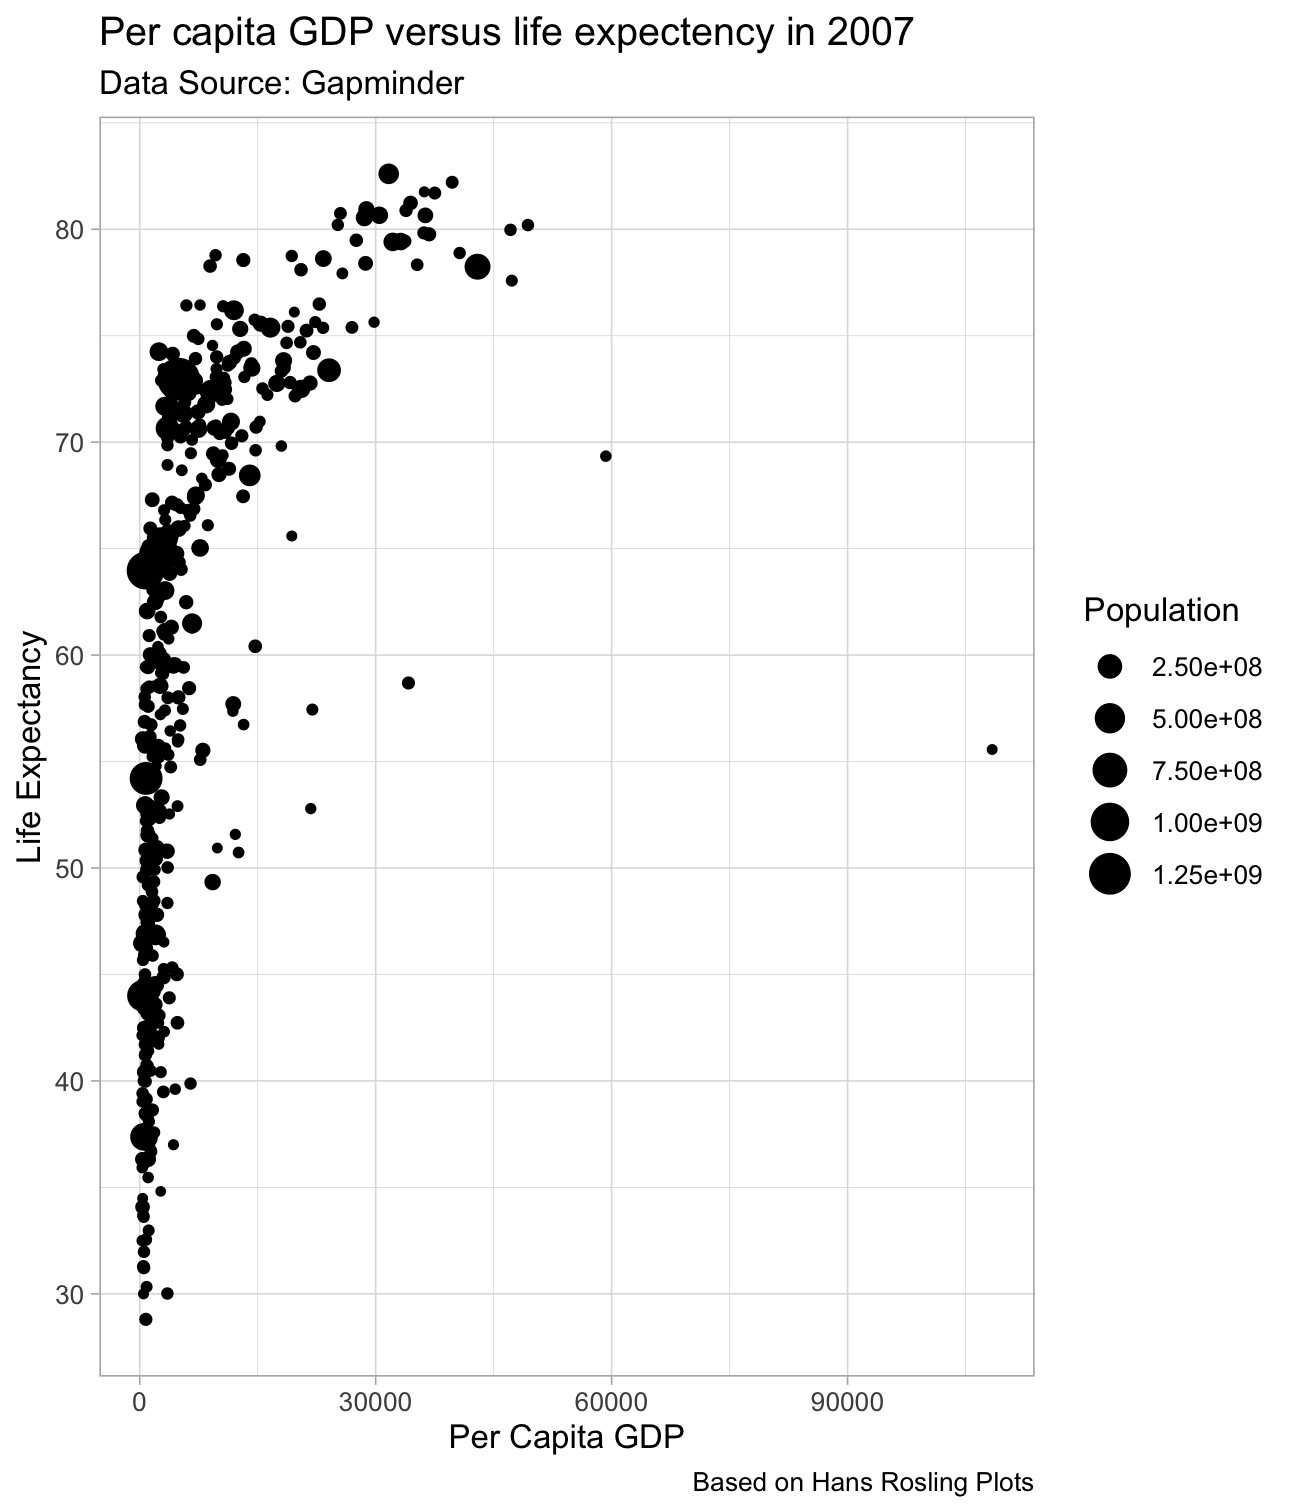 Per capita GDP versus life expectency in 2007
Data Source: Gapminder
80
70
60
50
40
30
Life Expectancy
0 30000 60000 90000
Per Capita GDP
Based on Hans Rosling Plots
Population
2.50e+08
5.00e+08
7.50e+08
1.00e+09
1.25e+09